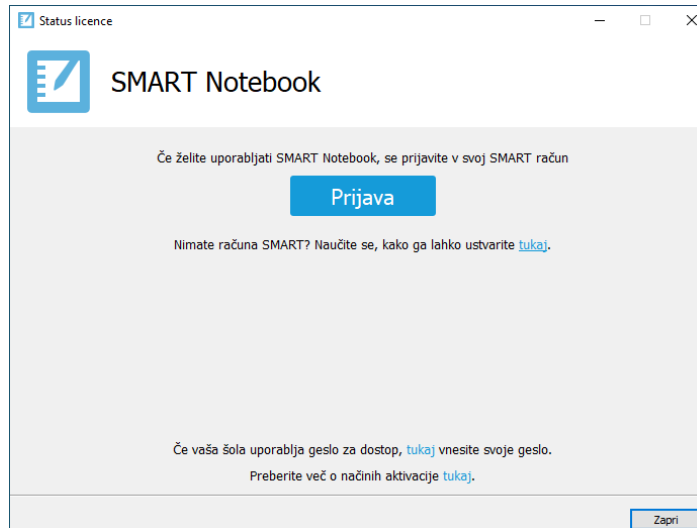 Status licence
SMART Notebook
Če želite uporabljati SMART Notebook, se prijavite v svoj SMART račun
Prijava
Nimate računa SMART? Naučite se, kako ga lahko ustvarite tukaj.
Če vaša šola uporablja geslo za dostop, tukaj vnesite svoje geslo.
Preberite več o načinih aktivacije tukaj.
Zapri